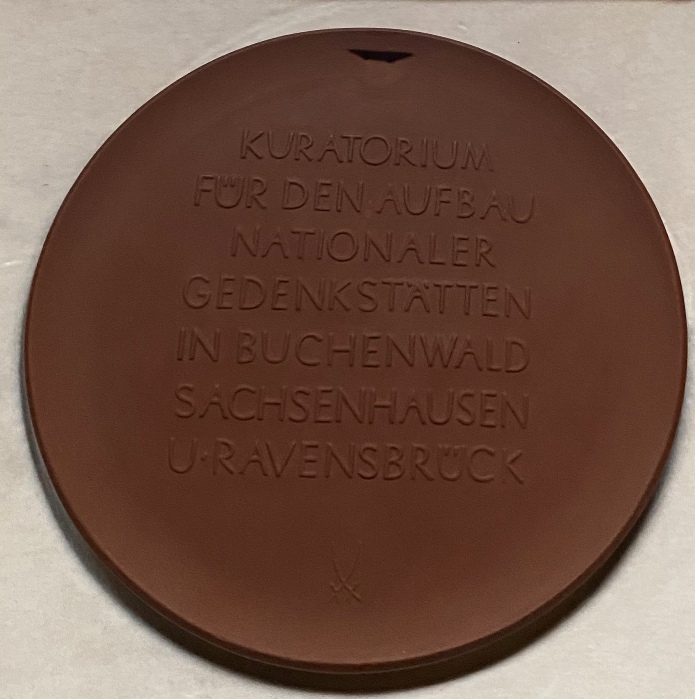 KURATORIUM
FÜR DEN AUFBAU
NATIONALER
GEDENKSTÄTTEN
IN BUCHENWALD
SACHSENHAUSEN
U·RAVENSBRÜCK